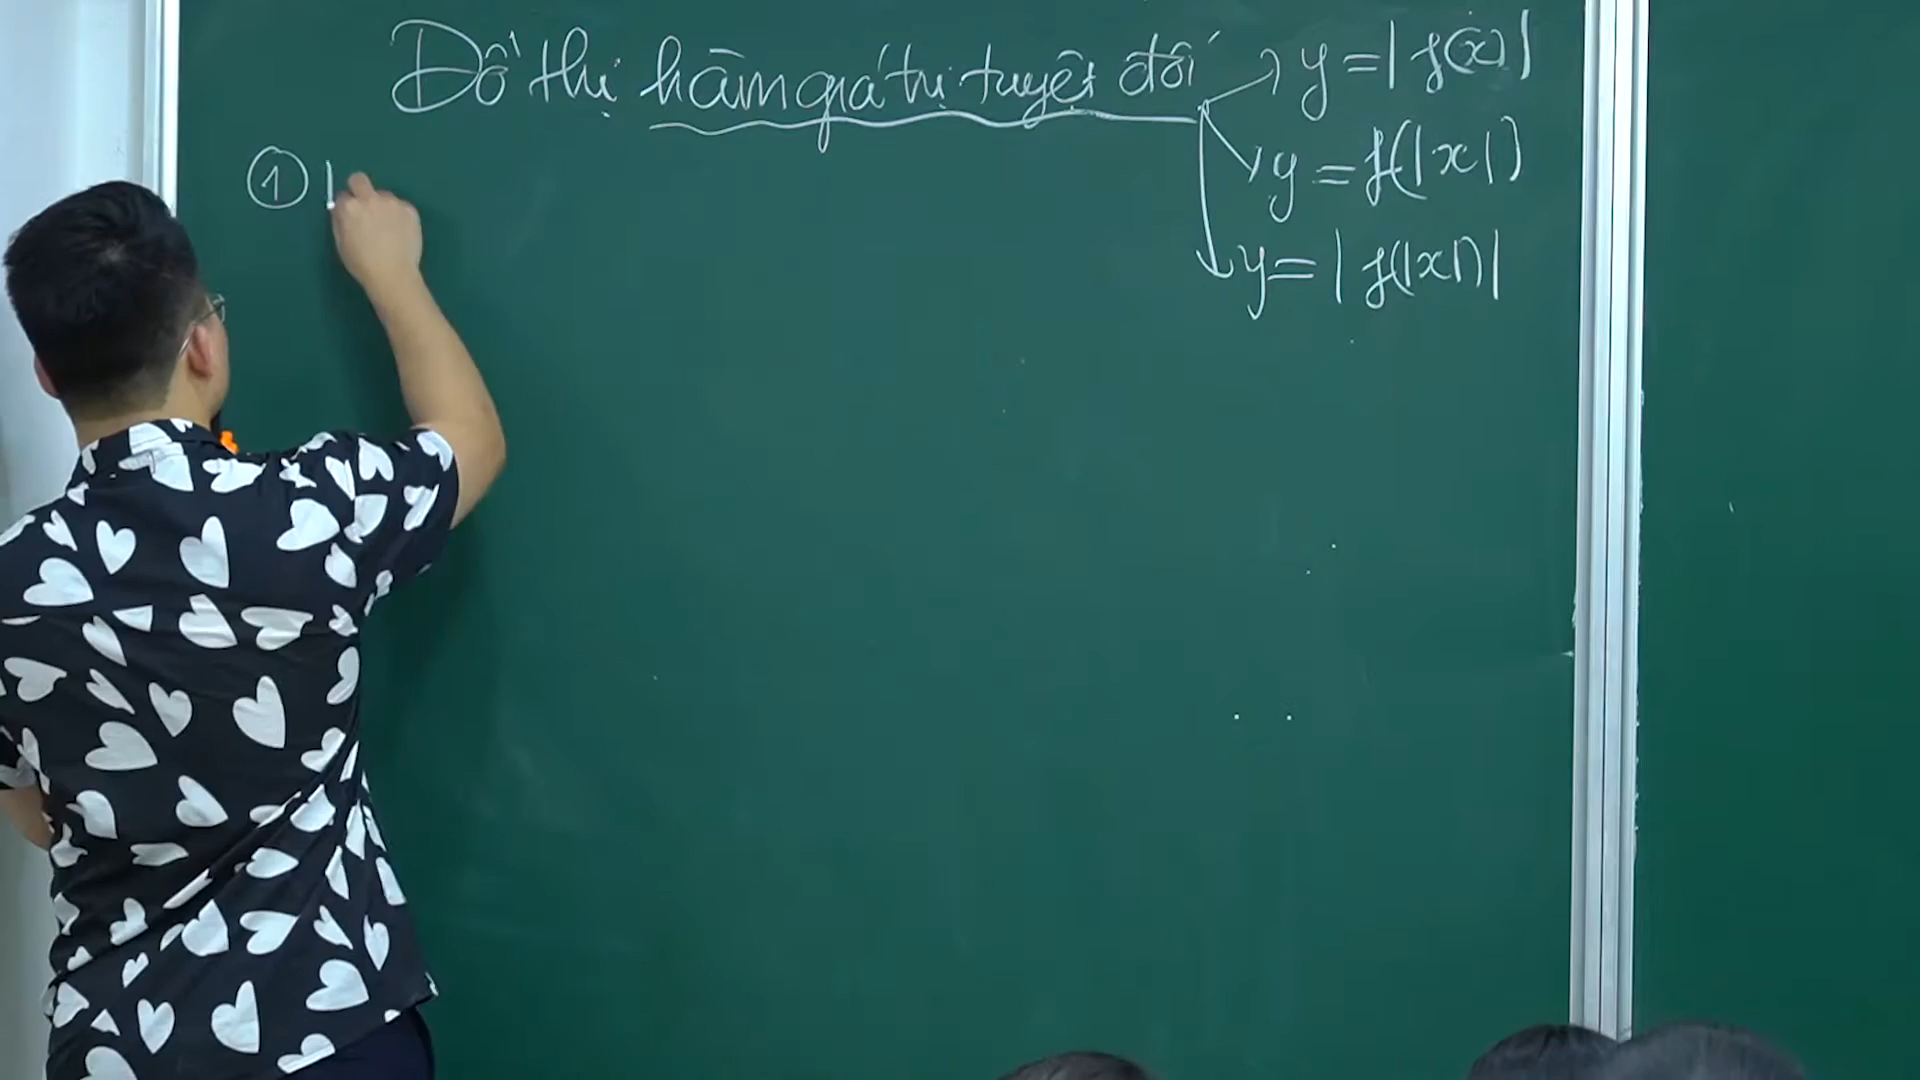 Đồ thị hàm giá trị tuyệt đối → y = |f(x)|
→ y = f(|x|)
→ y = |f(|x|)|
① |